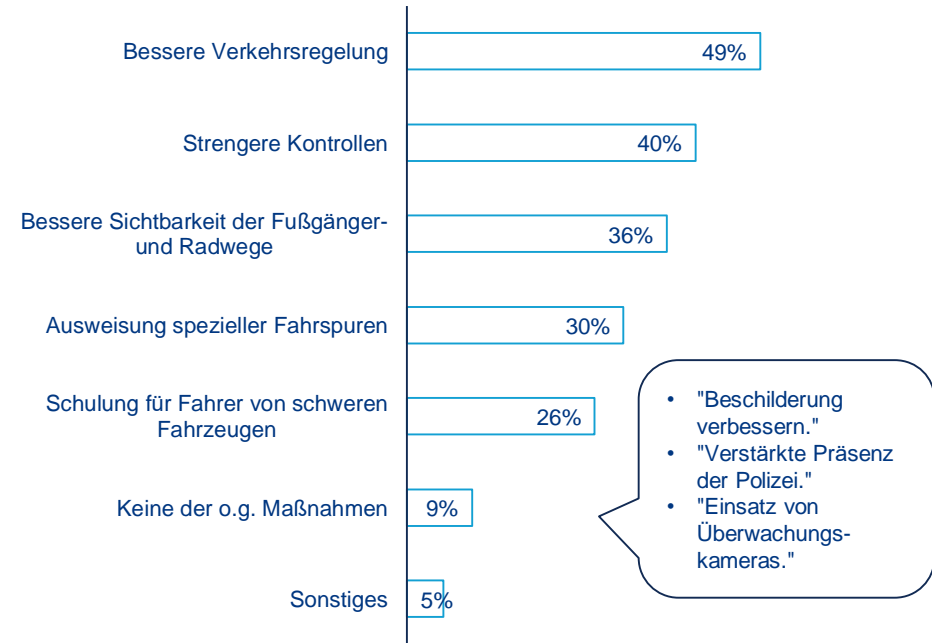 Bessere Verkehrsregelung
49%
Strengere Kontrollen
40%
Bessere Sichtbarkeit der Fußgänger-
und Radwege
36%
Ausweisung spezieller Fahrspuren
30%
Schulung für Fahrer von schweren
Fahrzeugen
26%
Keine der o.g. Maßnahmen
9%
Sonstiges
5%
• "Beschilderung
verbessern."
• "Verstärkte Präsenz
der Polizei."
• "Einsatz von
Überwachungs-
kameras."